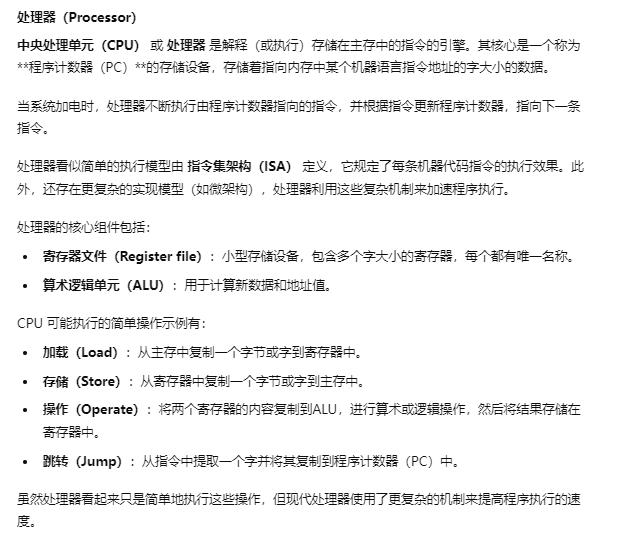 处理器（Processor）
中央处理单元（CPU） 或 处理器 是解释（或执行）存储在主存中的指令的引擎。其核心是一个称为
**程序计数器（PC）**的存储设备，存储着指向内存中某个机器语言指令地址的字大小的数据。
当系统加电时，处理器不断执行由程序计数器指向的指令，并根据指令更新程序计数器，指向下一条
指令。
处理器看似简单的执行模型由 指令集架构（ISA） 定义，它规定了每条机器代码指令的执行效果。此
外，还存在更复杂的实现模型（如微架构），处理器利用这些复杂机制来加速程序执行。
处理器的核心组件包括：
• 寄存器文件（Register file）：小型存储设备，包含多个字大小的寄存器，每个都有唯一名称。
• 算术逻辑单元（ALU）：用于计算新数据和地址值。
CPU 可能执行的简单操作示例有：
• 加载（Load）：从主存中复制一个字节或字到寄存器中。
• 存储（Store）：从寄存器中复制一个字节或字到主存中。
• 操作（Operate）：将两个寄存器的内容复制到ALU，进行算术或逻辑操作，然后将结果存储在
寄存器中。
• 跳转（Jump）：从指令中提取一个字并将其复制到程序计数器（PC）中。
虽然处理器看起来只是简单地执行这些操作，但现代处理器使用了更复杂的机制来提高程序执行的速
度。